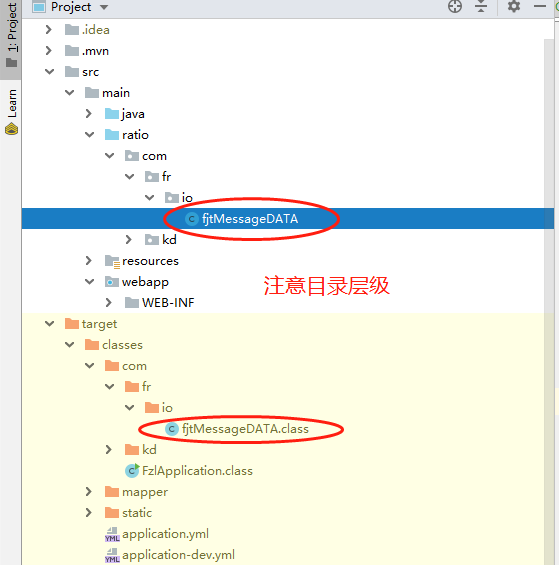 Project
1: Project
Learn
.idea
.mvn
src
main
java
ratio
com
fr
io
fjtMessageDATA
kd
resources
webapp
注意目录层级
WEB-INF
target
classes
com
fr
io
fjtMessageDATA.class
kd
FzlApplication.class
mapper
static
application.yml
application-dev.yml